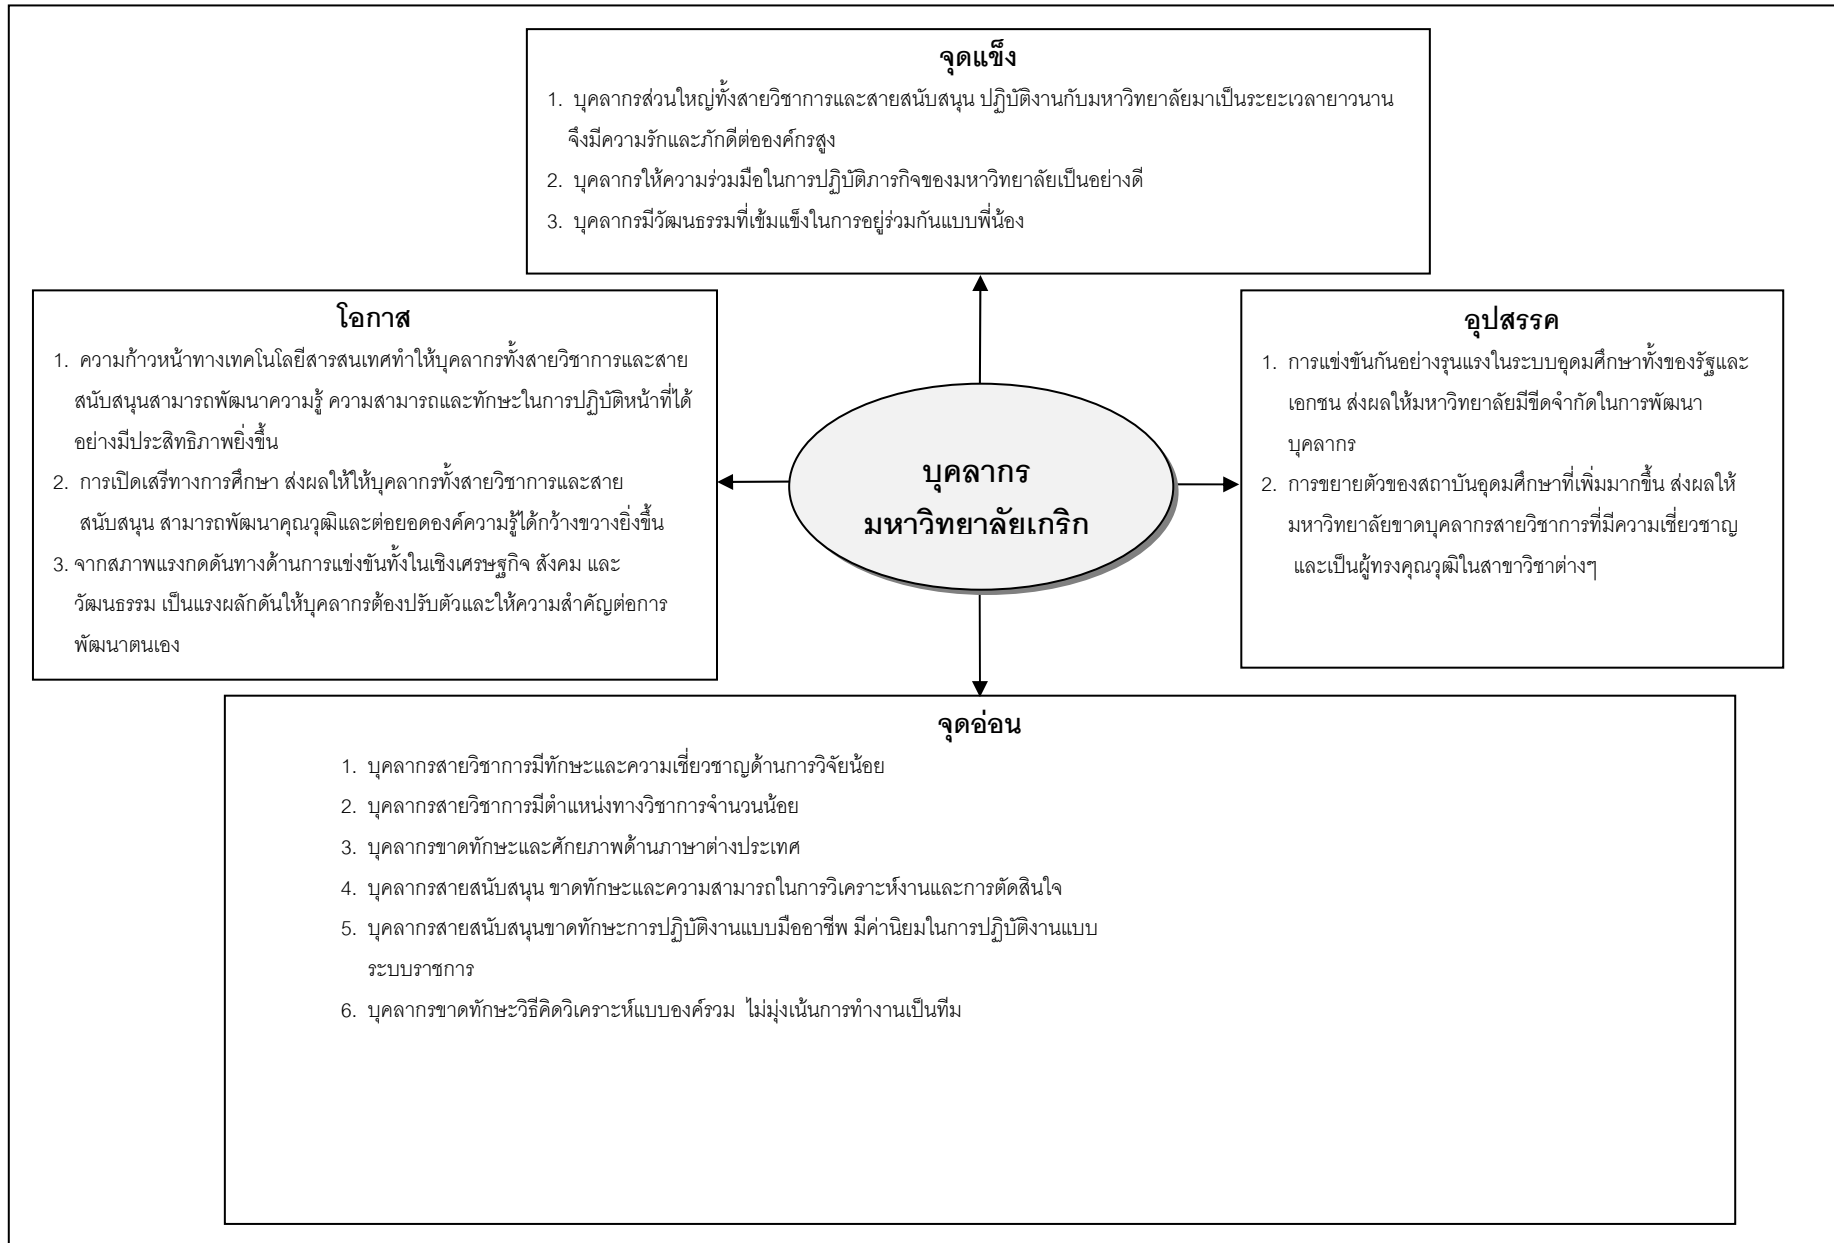 จุดแข็ง
1. บุคลากรส่วนใหญ่ทั้งสายวิชาการและสายสนับสนุน ปฏิบัติงานกับมหาวิทยาลัยมาเป็นระยะเวลายาวนาน
จึงมีความรักและภักดีต่อองค์กรสูง
2. บุคลากรให้ความร่วมมือในการปฏิบัติภารกิจของมหาวิทยาลัยเป็นอย่างดี
3. บุคลากรมีวัฒนธรรมที่เข้มแข็งในการอยู่ร่วมกันแบบพี่น้อง
โอกาส
1. ความก้าวหน้าทางเทคโนโลยีสารสนเทศทำให้บุคลากรทั้งสายวิชาการและสาย
สนับสนุนสามารถพัฒนาความรู้ ความสามารถและทักษะในการปฏิบัติหน้าที่ได้
อย่างมีประสิทธิภาพยิ่งขึ้น
2. การเปิดเสรีทางการศึกษา ส่งผลให้ให้บุคลากรทั้งสายวิชาการและสาย
สนับสนุน สามารถพัฒนาคุณวุฒิและต่อยอดองค์ความรู้ได้กว้างขวางยิ่งขึ้น
3. จากสภาพแรงกดดันทางด้านการแข่งขันทั้งในเชิงเศรษฐกิจ สังคม และ
วัฒนธรรม เป็นแรงผลักดันให้บุคลากรต้องปรับตัวและให้ความสำคัญต่อการ
พัฒนาตนเอง
บุคลากร
มหาวิทยาลัยเกริก
อุปสรรค
1. การแข่งขันกันอย่างรุนแรงในระบบอุดมศึกษาทั้งของรัฐและ
เอกชน ส่งผลให้มหาวิทยาลัยมีขีดจำกัดในการพัฒนา
บุคลากร
2. การขยายตัวของสถาบันอุดมศึกษาที่เพิ่มมากขึ้น ส่งผลให้
มหาวิทยาลัยขาดบุคลากรสายวิชาการที่มีความเชี่ยวชาญ
และเป็นผู้ทรงคุณวุฒิในสาขาวิชาต่างๆ
จุดอ่อน
1. บุคลากรสายวิชาการมีทักษะและความเชี่ยวชาญด้านการวิจัยน้อย
2. บุคลากรสายวิชาการมีตำแหน่งทางวิชาการจำนวนน้อย
3. บุคลากรขาดทักษะและศักยภาพด้านภาษาต่างประเทศ
4. บุคลากรสายสนับสนุน ขาดทักษะและความสามารถในการวิเคราะห์งานและการตัดสินใจ
5. บุคลากรสายสนับสนุนขาดทักษะการปฏิบัติงานแบบมืออาชีพ มีค่านิยมในการปฏิบัติงานแบบ
ระบบราชการ
6. บุคลากรขาดทักษะวิธีคิดวิเคราะห์แบบองค์รวม ไม่มุ่งเน้นการทำงานเป็นทีม